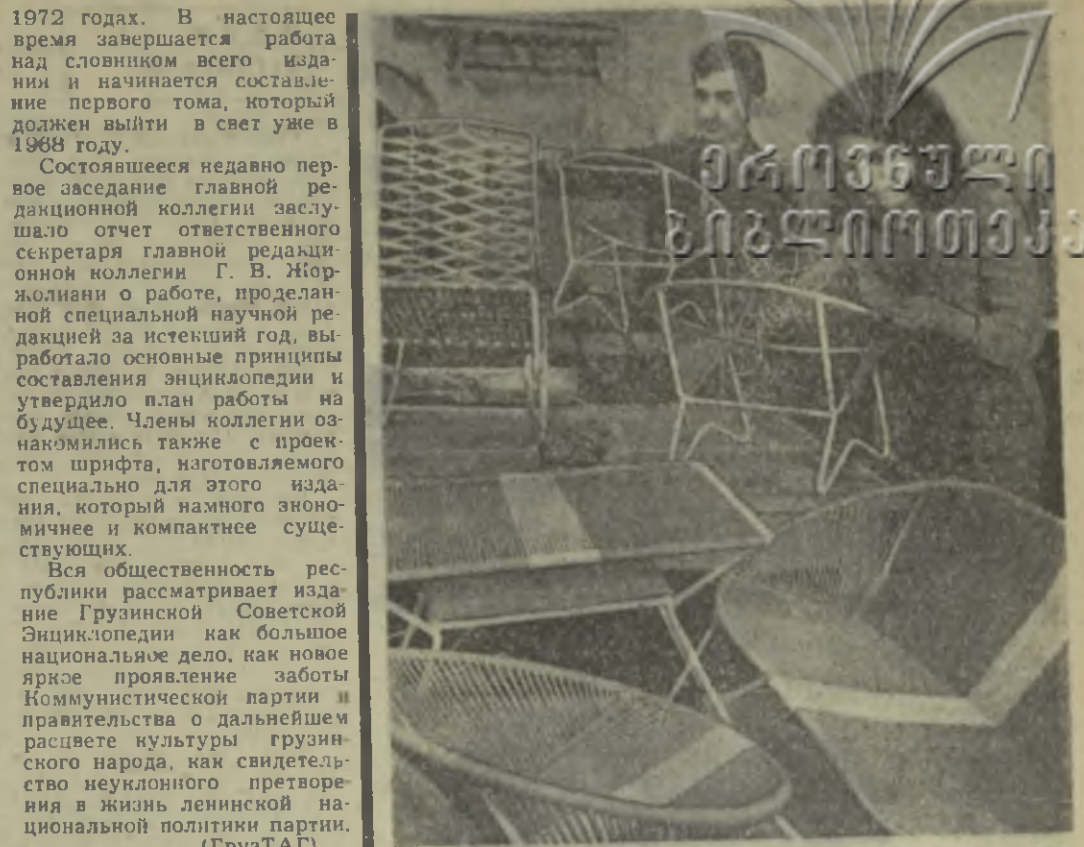 1972 годах. В настоящее
время завершается работа
над словником всего изда-
ния и начинается составле-
ние первого тома, который
должен выйти в свет уже в
1968 году.
Состоявшееся недавно пер-
вое заседание главной ре-
дакционной коллегии заслу-
шало отчет ответственного
секретаря главной редакци-
онной коллегии Г. В. Жор-
жолиани о работе, проделан-
ной специальной научной ре-
дакцией за истекший год, вы-
работало основные принципы
составления энциклопедии и
утвердило план работы на
будущее. Члены коллегии оз-
накомились также с проек-
том шрифта, изготовляемого
специально для этого изда-
ния, который намного эконо-
мичнее и компактнее суще-
ствующих.
Вся общественность рес-
публики рассматривает изда-
ние Грузинской Советской
Энциклопедии как большое
национальное дело, как новое
яркое проявление заботы
Коммунистической партии и
правительства о дальнейшем
расцвете культуры грузин-
ского народа, как свидетель-
ство неуклонного претворе-
ния в жизнь ленинской на-
циональной политики партии.
(ГрузТАГ)
ეროვნული
ბიბლიოთეკა